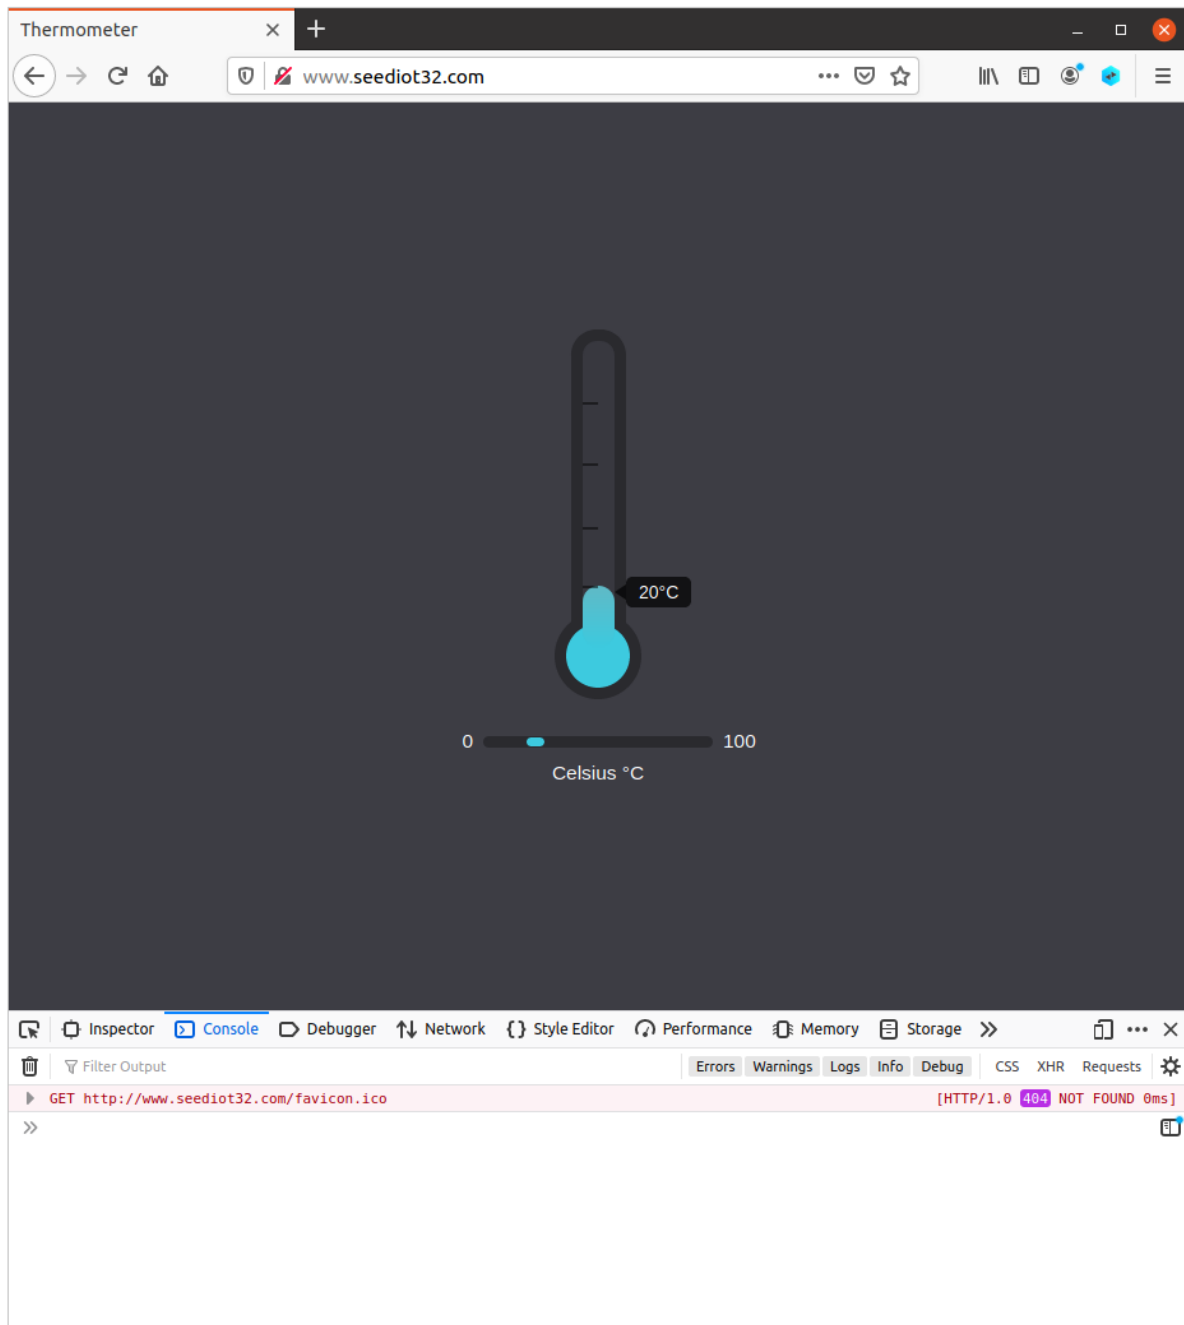 Thermometer
www.seediot32.com
20°C
0 100
Celsius °C
Inspector Console Debugger Network Style Editor Performance Memory Storage
Filter Output Errors Warnings Logs Info Debug CSS XHR Requests
GET http://www.seediot32.com/favicon.ico [HTTP/1.0 404 NOT FOUND 0ms]